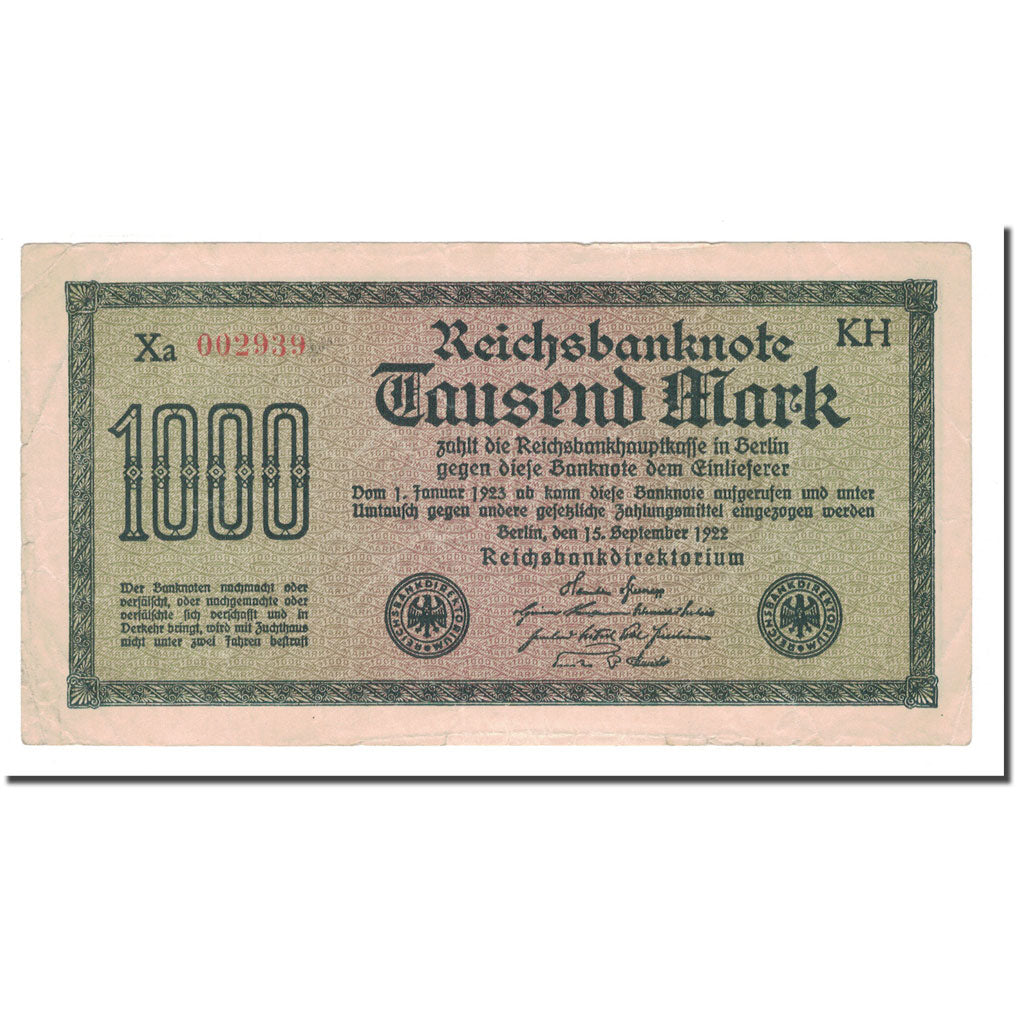 Xa 002939
KH
Reichsbanknote
Tausend Mark
1000
zahlt die Reichsbankhauptkasse in Berlin
gegen diese Banknote dem Einlieferer
Vom 1. Januar 1923 ab kann diese Banknote aufgerufen und unter
Umtausch gegen andere gesetzliche Zahlungsmittel eingezogen werden
Berlin, den 15. September 1922
Reichsbankdirektorium
Wer Banknoten nachmacht oder
verfälscht, oder nachgemachte oder
verfälschte sich verschafft und in
Verkehr bringt, wird mit Zuchthaus
nicht unter zwei Jahren bestraft
REICHSBANKDIREKTORIUM
REICHSBANKDIREKTORIUM